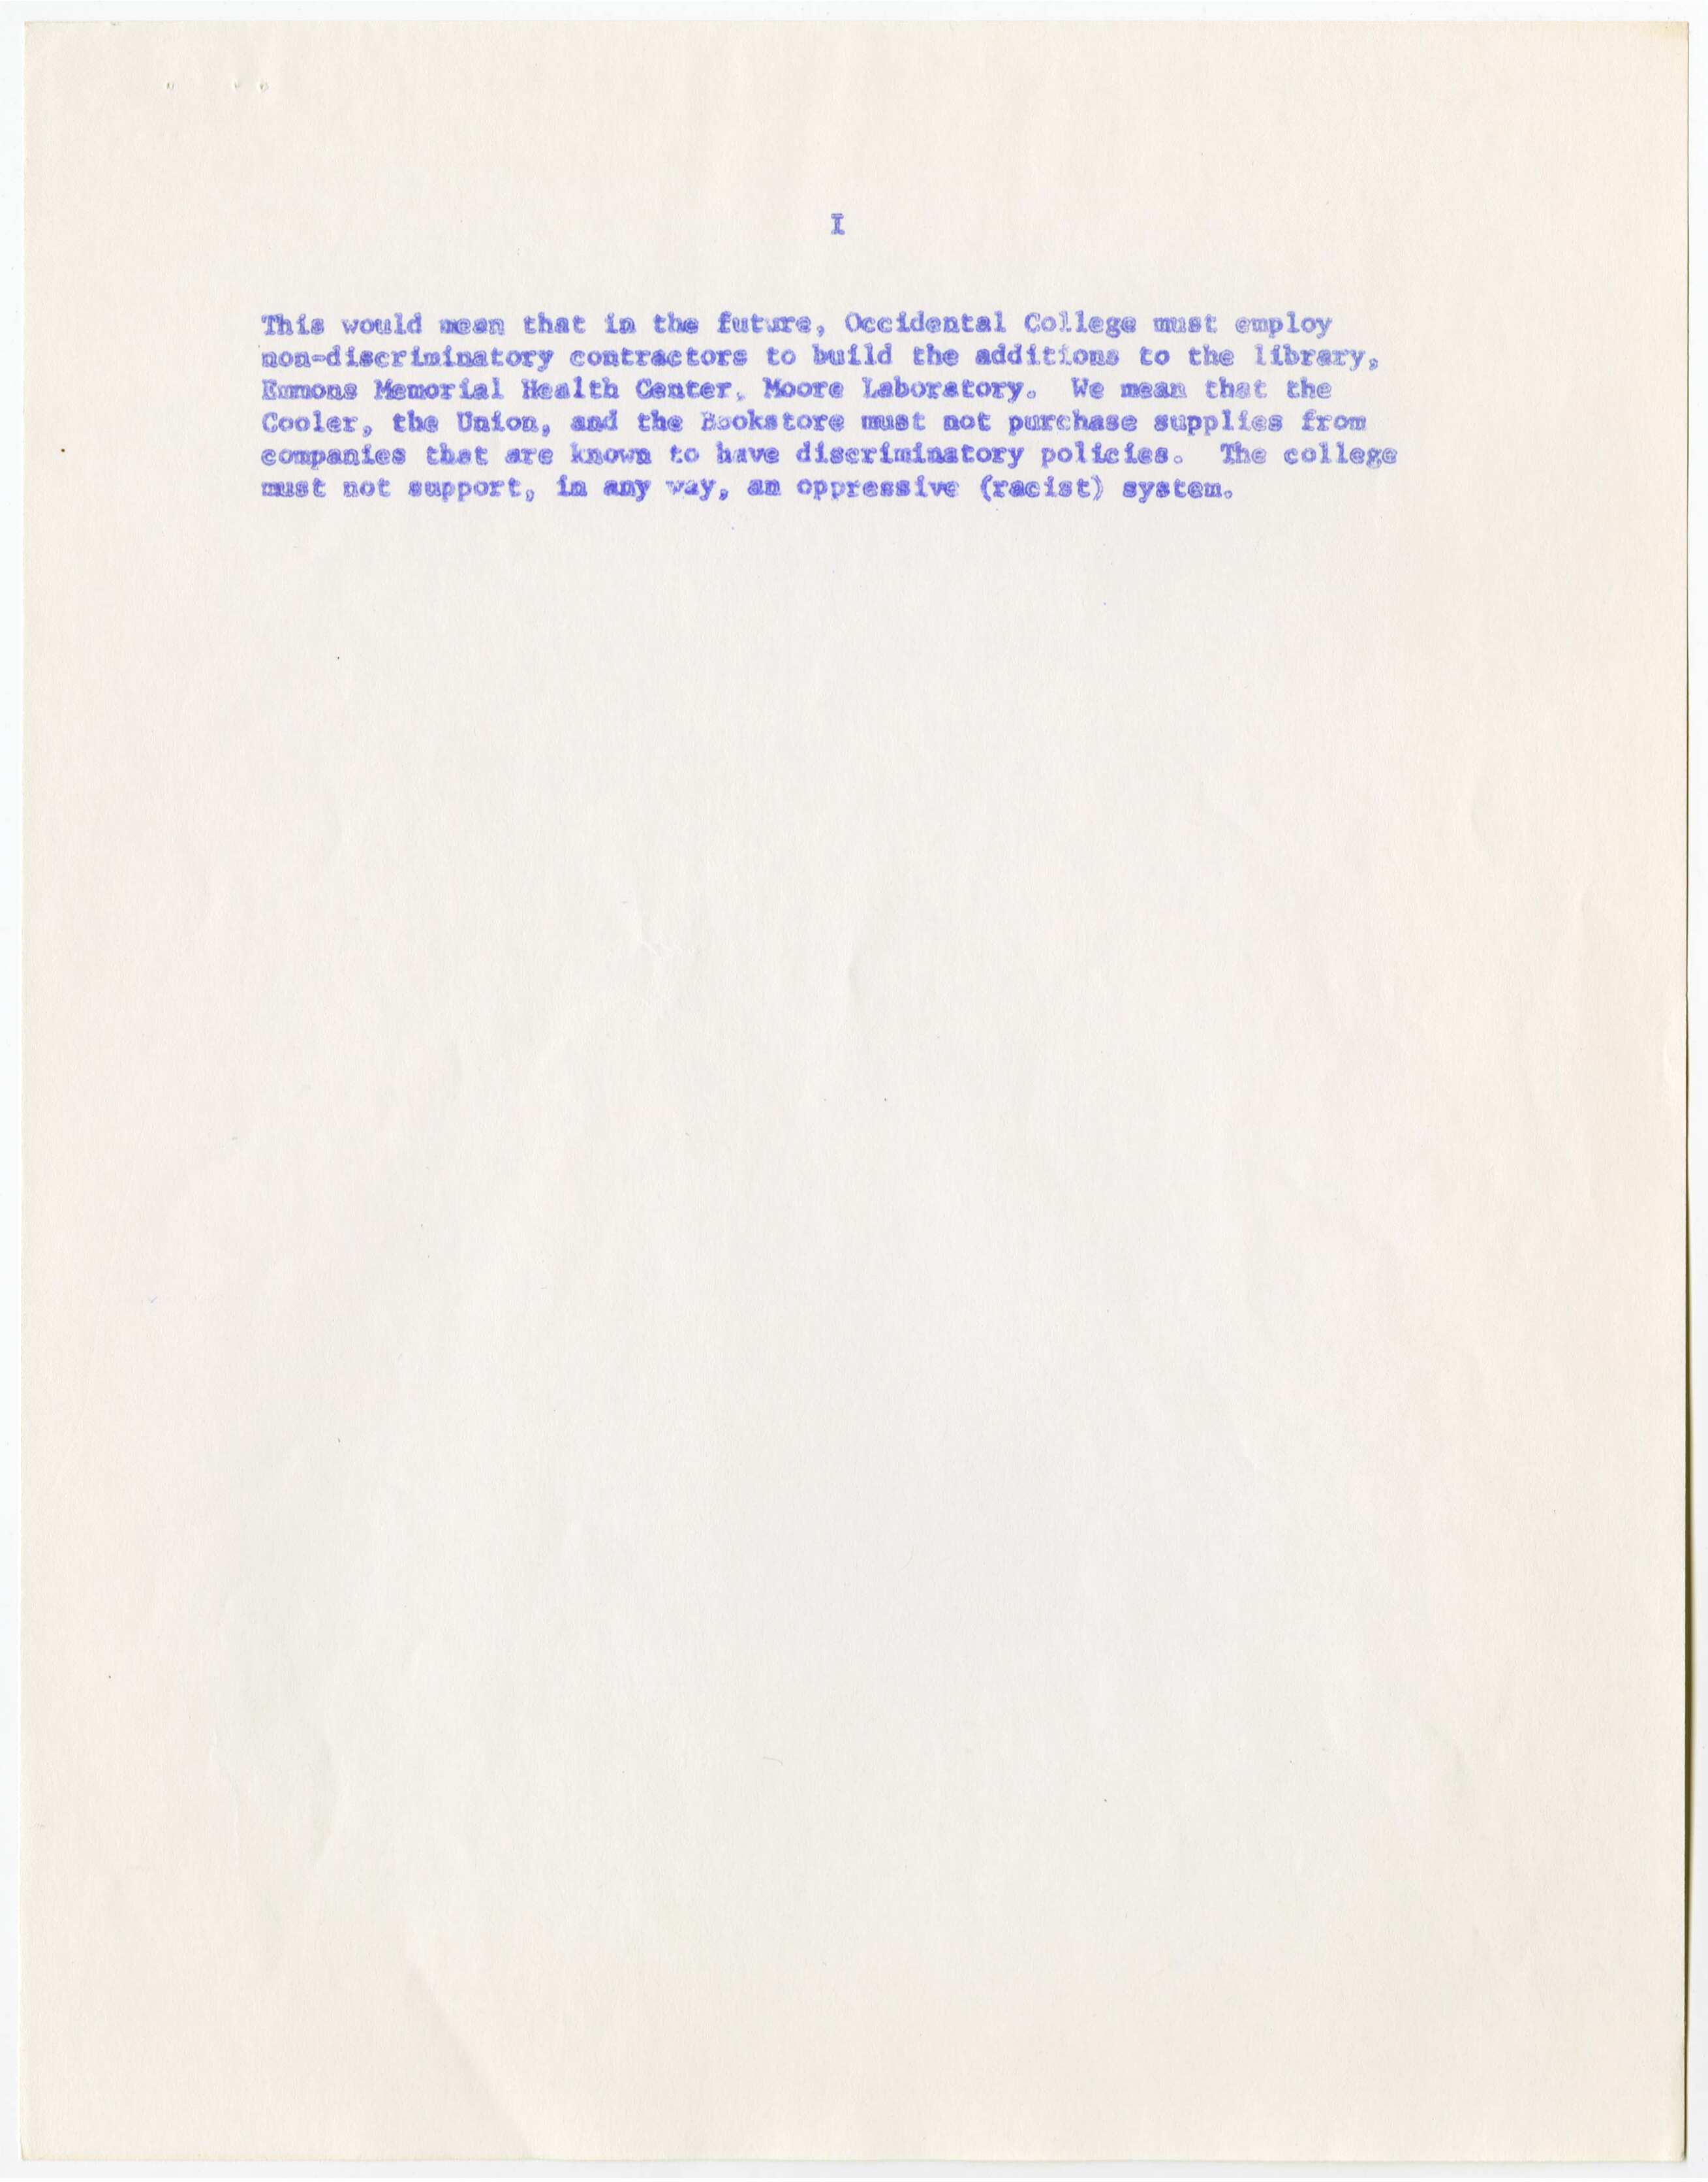 I
This would mean that in the future, Occidental College must employ
non-discriminatory contractors to build the additions to the library,
Emmons Memorial Health Center, Moore Laboratory.  We mean that the
Cooler, the Union, and the Bookstore must not purchase supplies from
companies that are known to have discriminatory policies.  The college
must not support, in any way, an oppressive (racist) system.